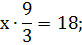 x · 9/3 = 18;